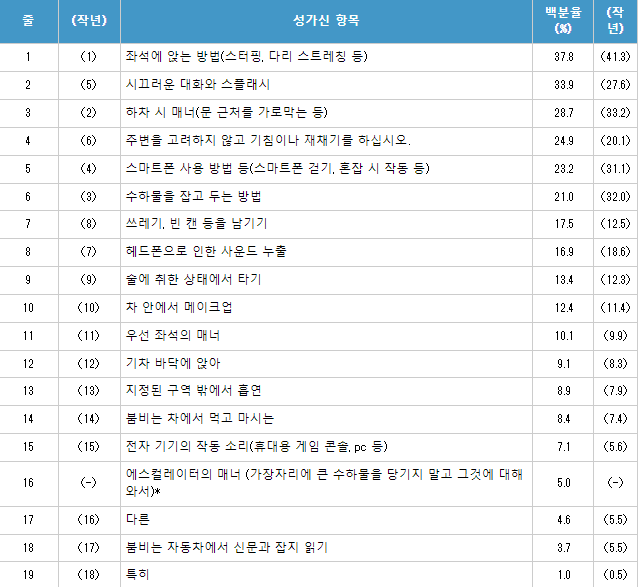 줄 (작년) 성가신 항목 백분율 (%) (작년)
1 (1) 좌석에 앉는 방법(스터핑, 다리 스트레칭 등) 37.8 (41.3)
2 (5) 시끄러운 대화와 스플래시 33.9 (27.6)
3 (2) 하차 시 매너(문 근처를 가로막는 등) 28.7 (33.2)
4 (6) 주변을 고려하지 않고 기침이나 재채기를 하십시오. 24.9 (20.1)
5 (4) 스마트폰 사용 방법 등(스마트폰 걷기, 혼잡 시 작동 등) 23.2 (31.1)
6 (3) 수하물을 잡고 두는 방법 21.0 (32.0)
7 (8) 쓰레기, 빈 캔 등을 남기기 17.5 (12.5)
8 (7) 헤드폰으로 인한 사운드 누출 16.9 (18.6)
9 (9) 술에 취한 상태에서 타기 13.4 (12.3)
10 (10) 차 안에서 메이크업 12.4 (11.4)
11 (11) 우선 좌석의 매너 10.1 (9.9)
12 (12) 기차 바닥에 앉아 9.1 (8.3)
13 (13) 지정된 구역 밖에서 흡연 8.9 (7.9)
14 (14) 붐비는 차에서 먹고 마시는 8.4 (7.4)
15 (15) 전자 기기의 작동 소리(휴대용 게임 콘솔, pc 등) 7.1 (5.6)
16 (-) 에스컬레이터의 매너 (가장자리에 큰 수하물을 당기지 말고 그것에 대해 5.0 (-)
와서)*
17 (16) 다른 4.6 (5.5)
18 (17) 붐비는 자동차에서 신문과 잡지 읽기 3.7 (5.5)
19 (18) 특히 1.0 (0.5)